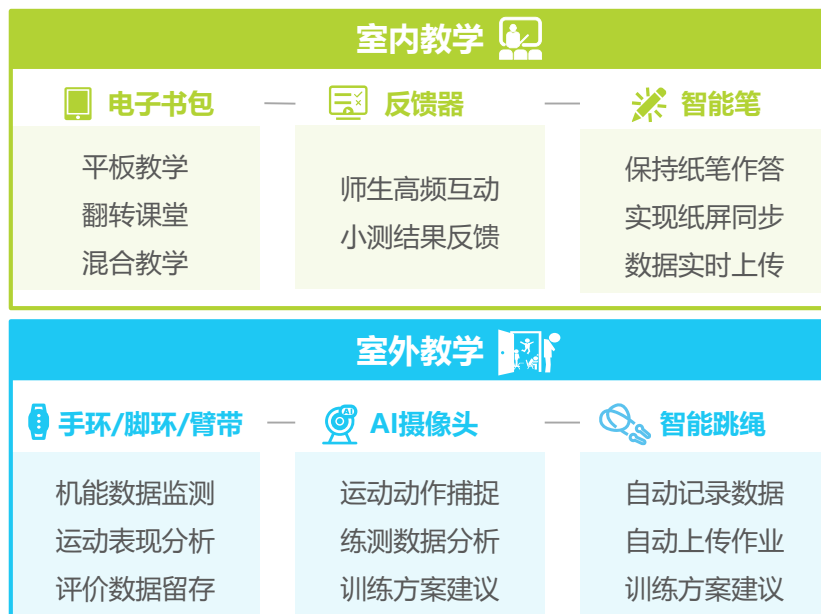 室内教学
电子书包
反馈器
智能笔
平板教学
翻转课堂
混合教学
师生高频互动
小测结果反馈
保持纸笔作答
实现纸屏同步
数据实时上传
室外教学
手环/脚环/臂带
AI摄像头
智能跳绳
机能数据监测
运动表现分析
评价数据留存
运动动作捕捉
练测数据分析
训练方案建议
自动记录数据
自动上传作业
训练方案建议